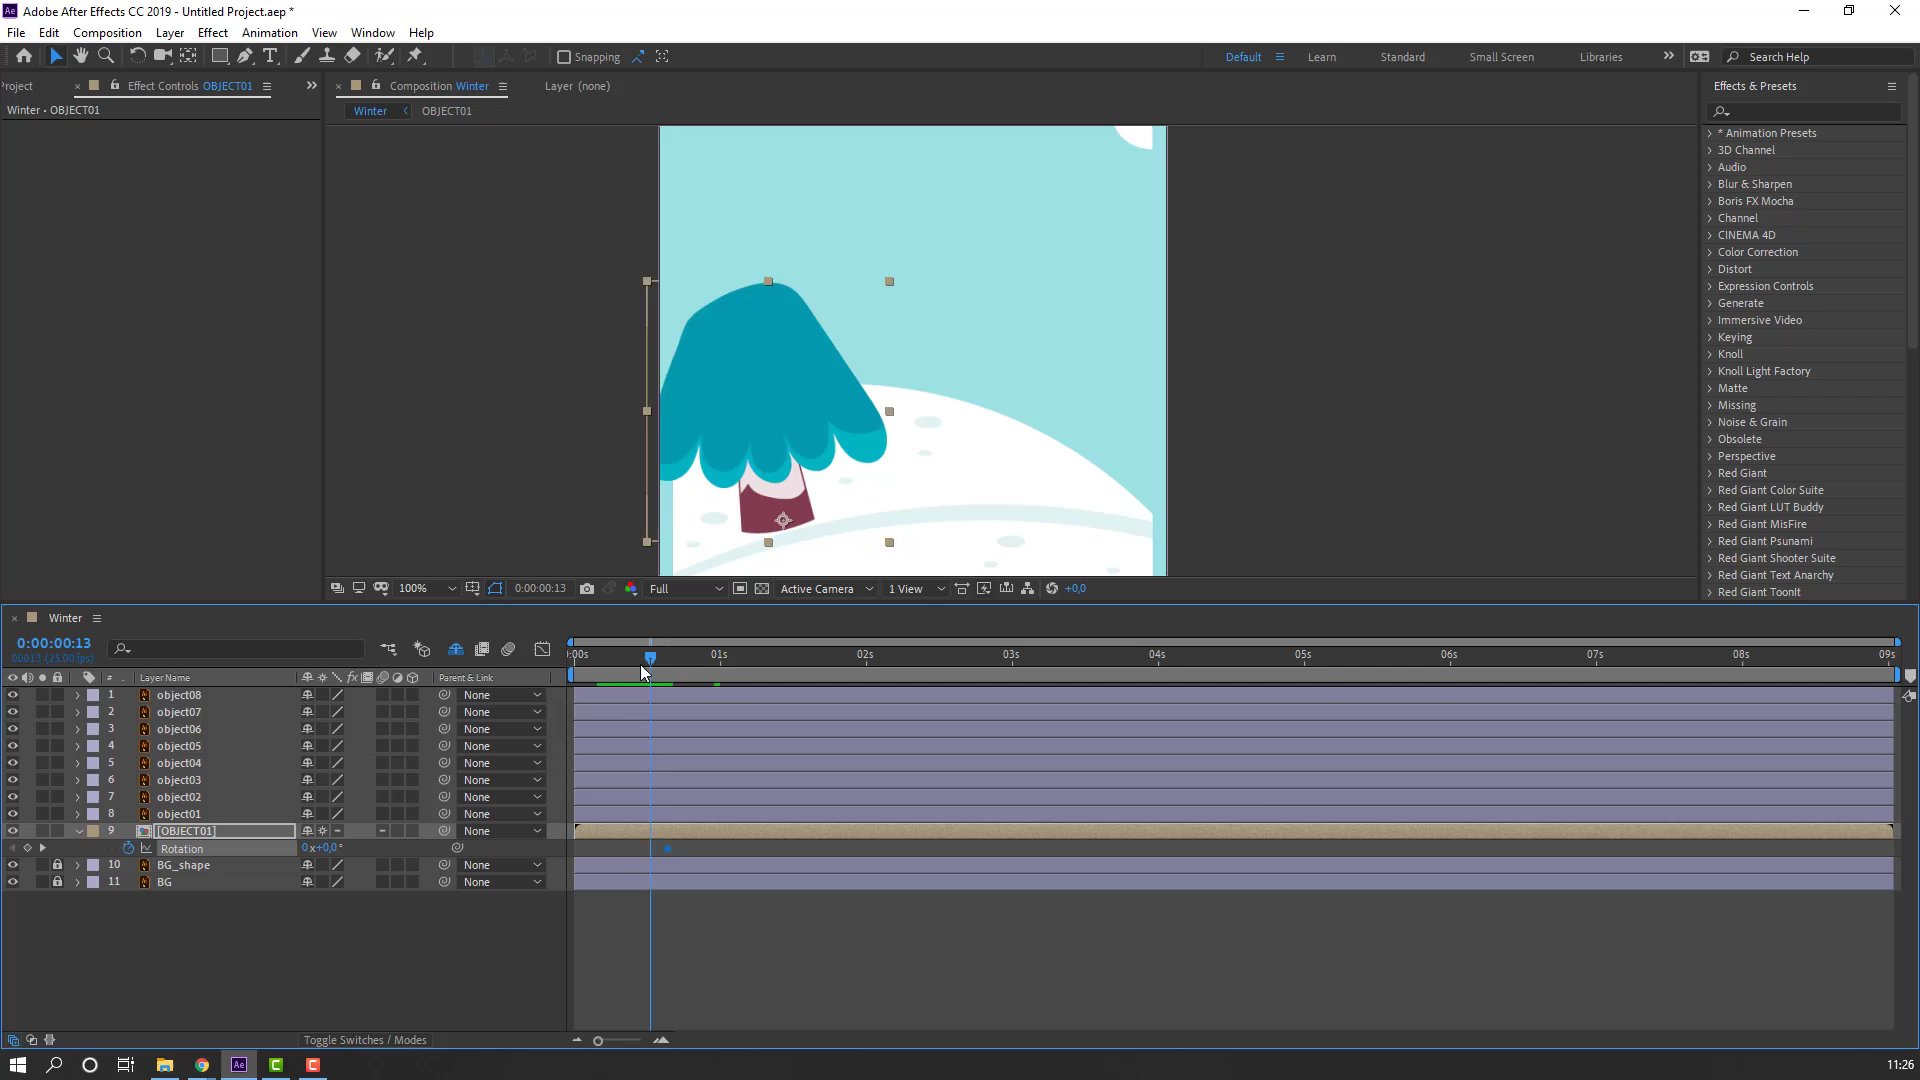 Adobe After Effects CC 2019 - Untitled Project.aep *
File Edit Composition Layer Effect Animation View Window Help
Snapping
Default Learn Standard Small Screen Libraries Search Help
roject Effect Controls OBJECT01
Composition Winter Layer (none)
Effects & Presets
Winter • OBJECT01
Winter OBJECT01
* Animation Presets
3D Channel
Audio
Blur & Sharpen
Boris FX Mocha
Channel
CINEMA 4D
Color Correction
Distort
Expression Controls
Generate
Immersive Video
Keying
Knoll
Knoll Light Factory
Matte
Missing
Noise & Grain
Obsolete
Perspective
Red Giant
Red Giant Color Suite
Red Giant LUT Buddy
Red Giant MisFire
Red Giant Psunami
Red Giant Shooter Suite
Red Giant Text Anarchy
Red Giant ToonIt
100% 0:00:00:13 Full Active Camera 1 View +0,0
Winter
0:00:00:13
00013 (25.00 fps)
:00s 01s 02s 03s 04s 05s 06s 07s 08s 09s
# . Layer Name Parent & Link
1 object08 None
2 object07 None
3 object06 None
4 object05 None
5 object04 None
6 object03 None
7 object02 None
8 object01 None
9 [OBJECT01] None
Rotation 0x+0,0°
10 BG_shape None
11 BG None
Toggle Switches / Modes
11:26